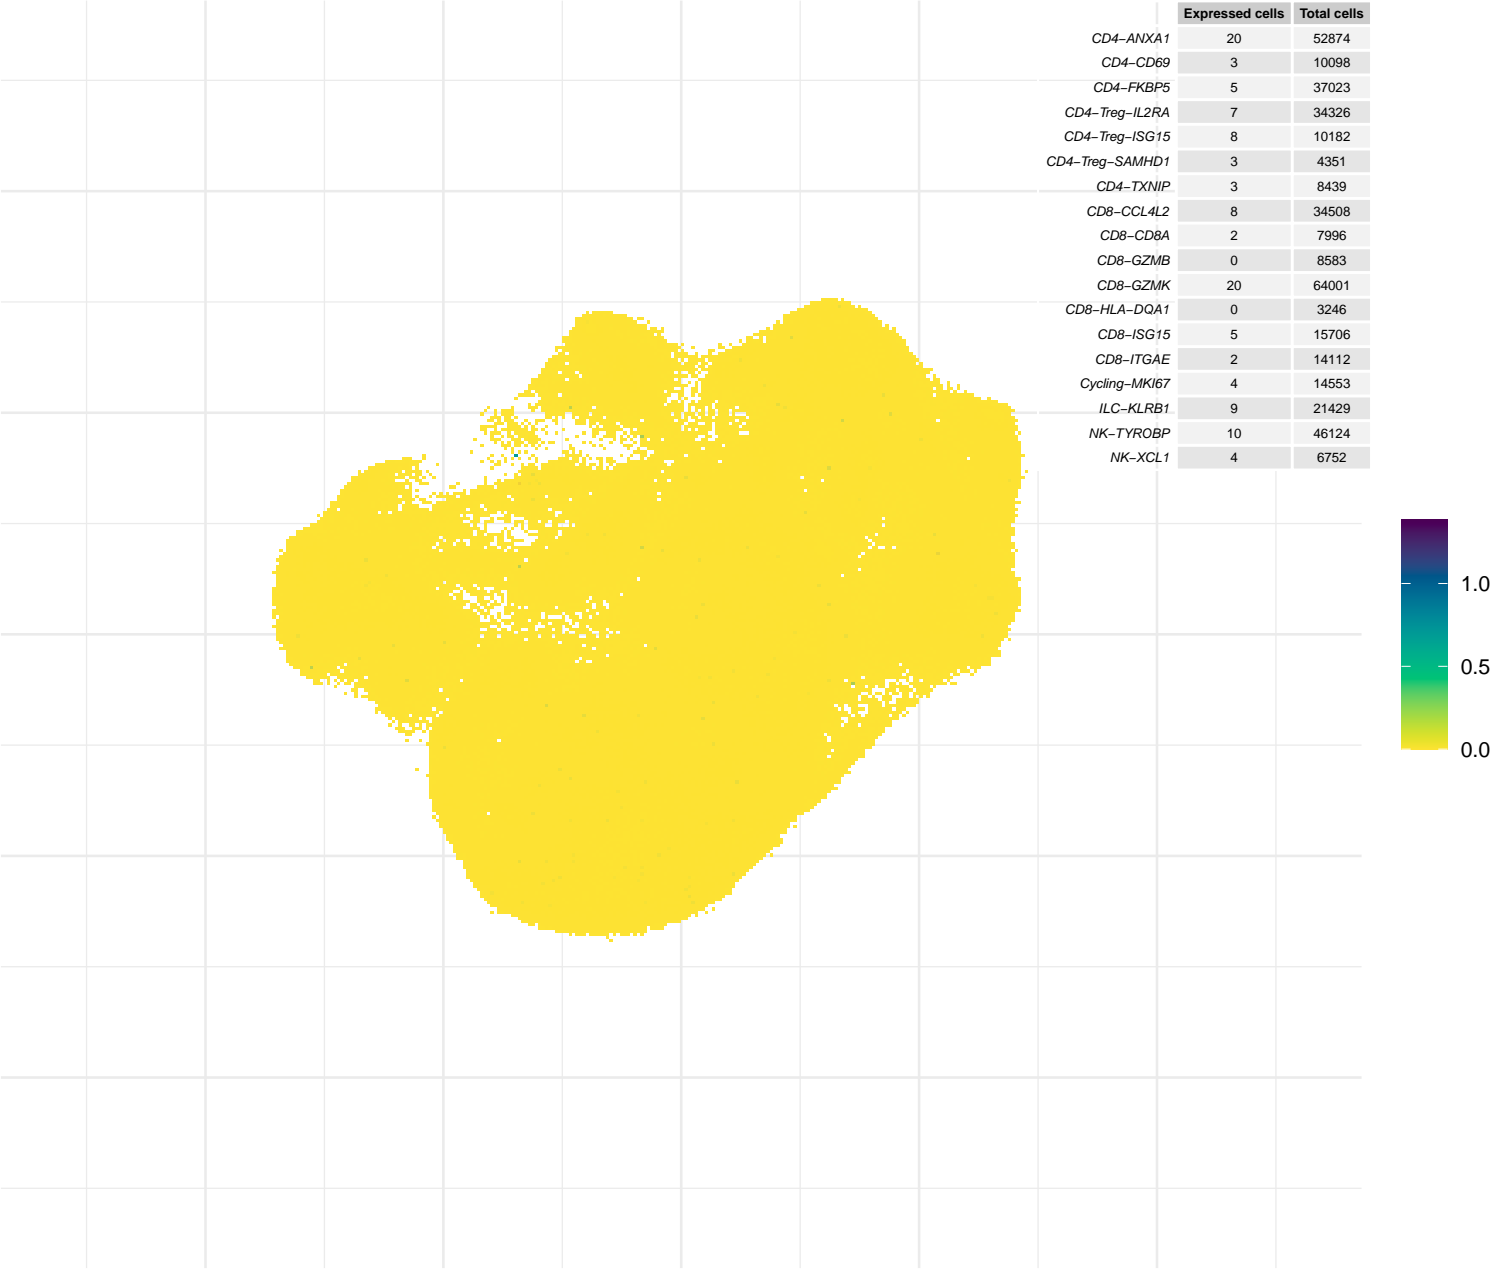 Expressed cells Total cells
CD4−ANXA1 20 52874
CD4−CD69 3 10098
CD4−FKBP5 5 37023
CD4−Treg−IL2RA 7 34326
CD4−Treg−ISG15 8 10182
CD4−Treg−SAMHD1 3 4351
CD4−TXNIP 3 8439
CD8−CCL4L2 8 34508
CD8−CD8A 2 7996
CD8−GZMB 0 8583
CD8−GZMK 20 64001
CD8−HLA−DQA1 0 3246
CD8−ISG15 5 15706
CD8−ITGAE 2 14112
Cycling−MKI67 4 14553
ILC−KLRB1 9 21429
NK−TYROBP 10 46124
NK−XCL1 4 6752
1.0
0.5
0.0